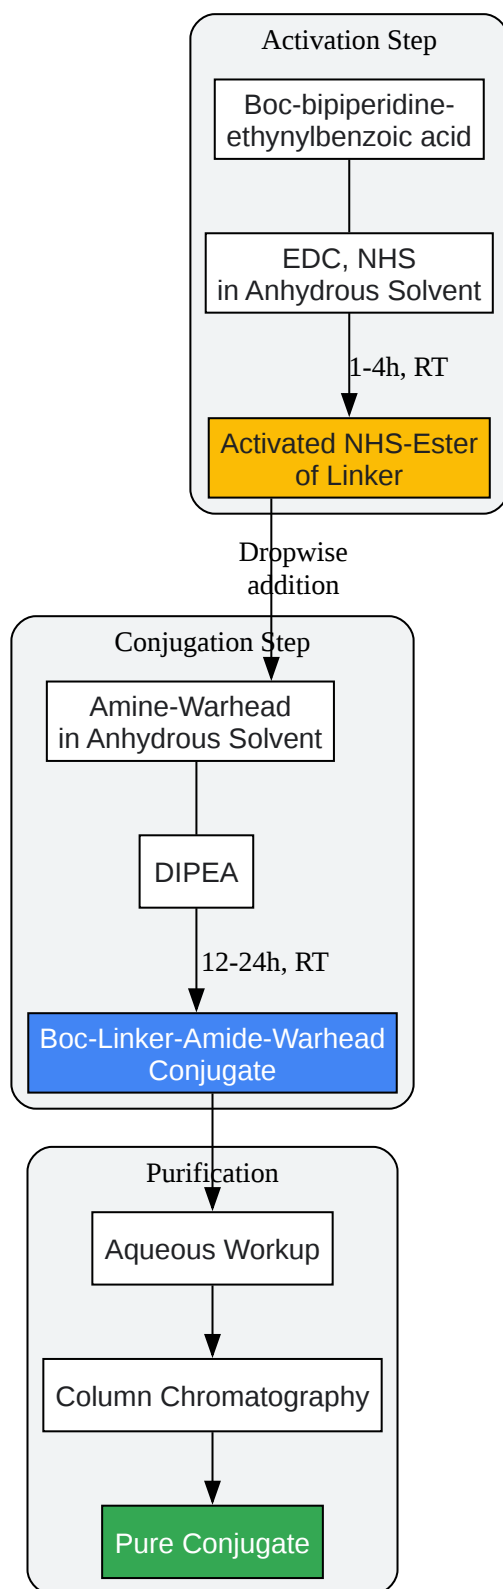 Activation Step
Boc-bipiperidine-
ethynylbenzoic acid
EDC, NHS
in Anhydrous Solvent
1-4h, RT
Activated NHS-Ester
of Linker
Dropwise
addition
Conjugation Step
Amine-Warhead
in Anhydrous Solvent
DIPEA
12-24h, RT
Boc-Linker-Amide-Warhead
Conjugate
Purification
Aqueous Workup
Column Chromatography
Pure Conjugate